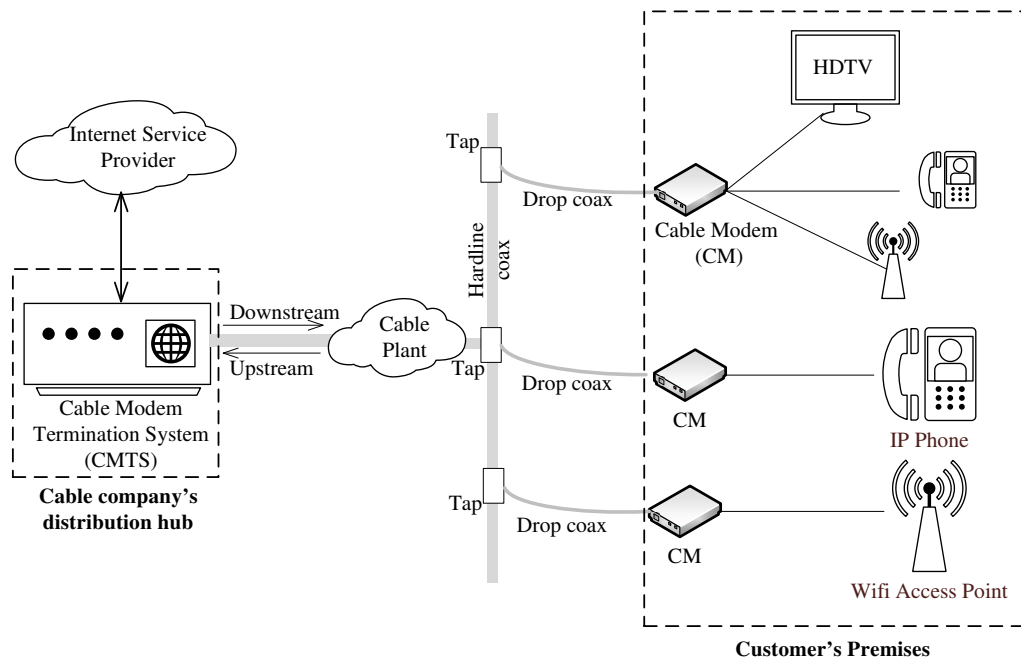 HDTV
Internet Service
Provider
Tap
Drop coax
Cable Modem
(CM)
Hardline
coax
Downstream
Upstream
Cable
Plant
Tap
Drop coax
CM
IP Phone
Cable Modem
Termination System
(CMTS)
Cable company's
distribution hub
Tap
Drop coax
CM
Wifi Access Point
Customer's Premises